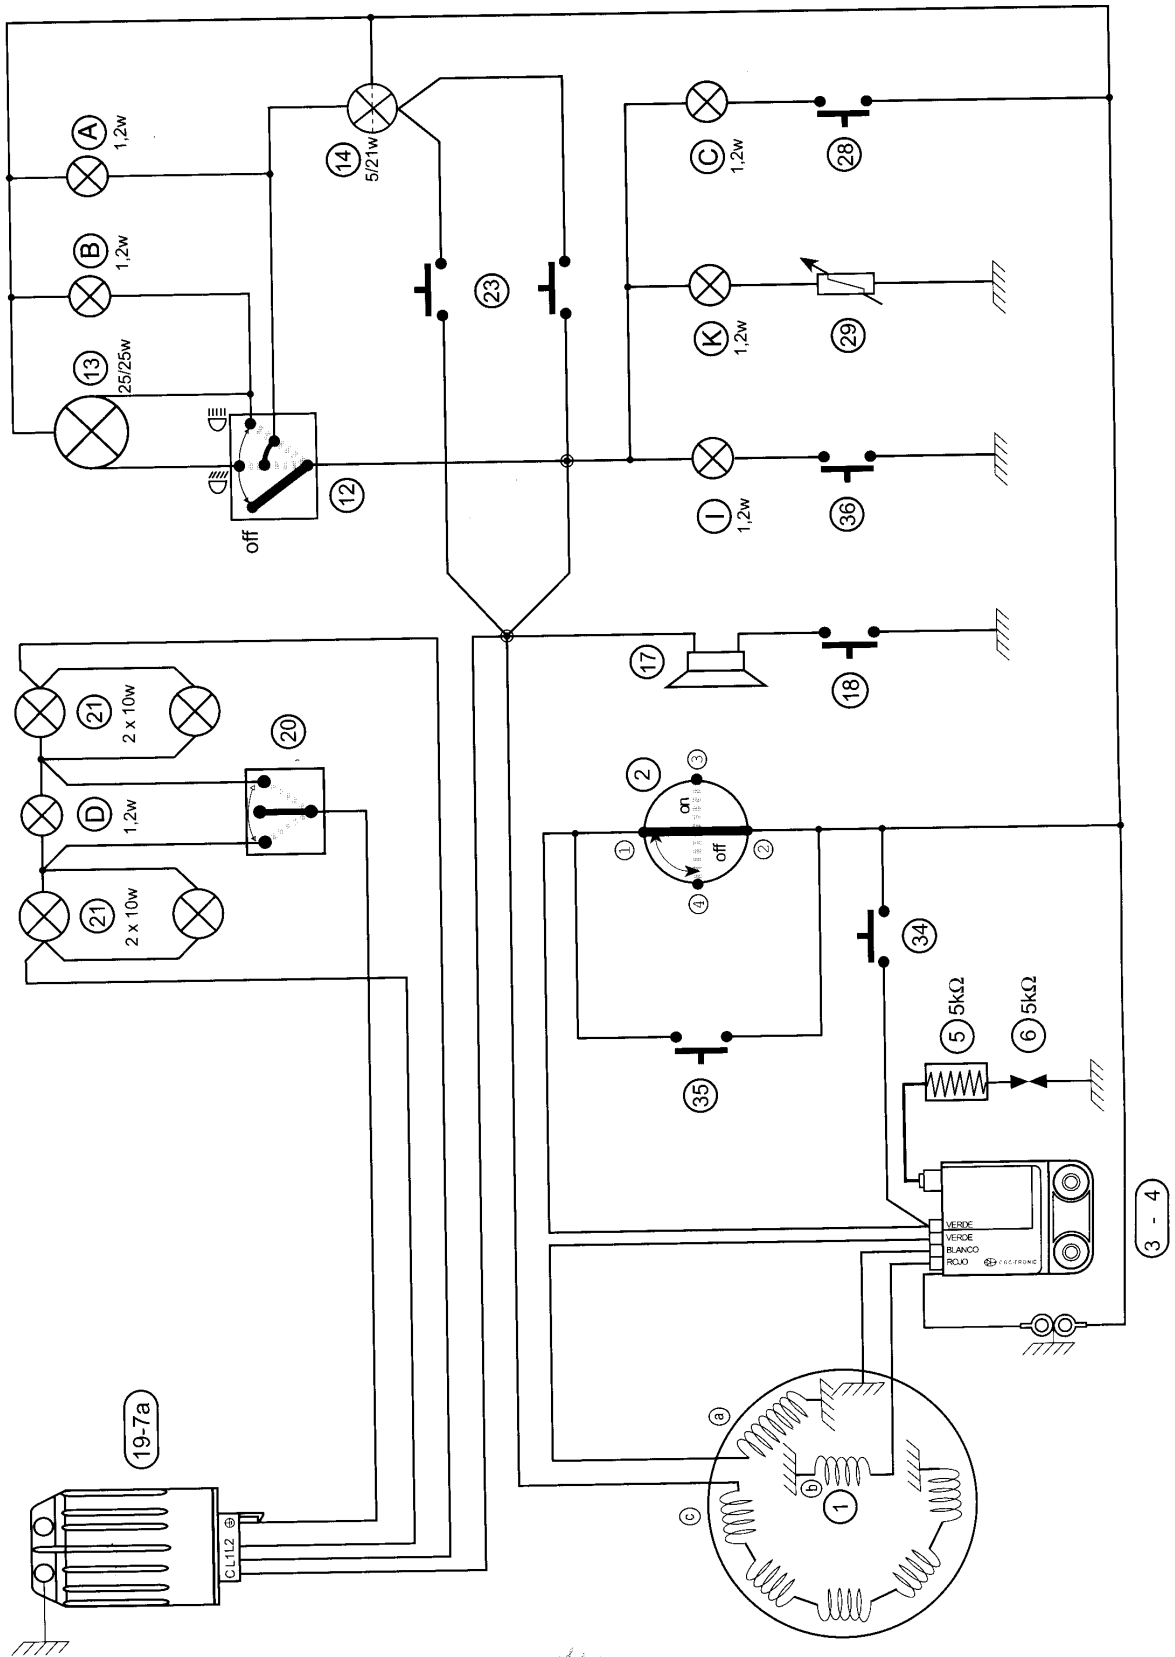 A
1,2w
B
1,2w
13
25/25w
14
5/21w
12
off
23
C
1,2w
28
K
1,2w
29
I
1,2w
36
21
2 x 10w
D
1,2w
21
2 x 10w
20
17
18
2
on
off
1
2
3
4
35
34
5 5kΩ
6 5kΩ
VERDE
VERDE
BLANCO
ROJO
3 - 4
19-7a
C L1 L2
a
b
c
1